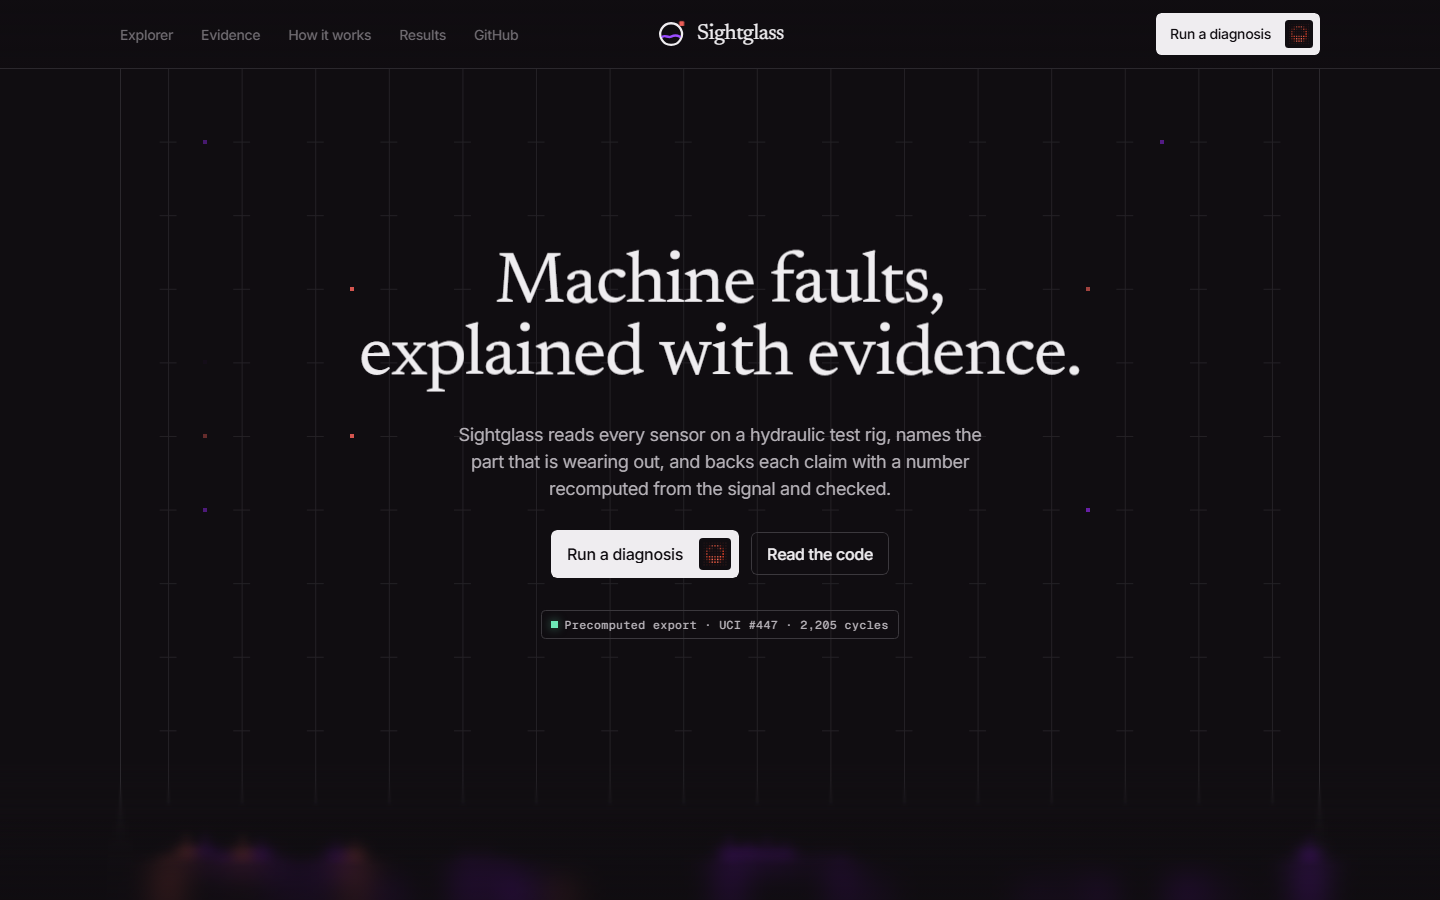 Explorer
Evidence
How it works
Results
GitHub
Sightglass
Run a diagnosis
Machine faults,
explained with evidence.
Sightglass reads every sensor on a hydraulic test rig, names the
part that is wearing out, and backs each claim with a number
recomputed from the signal and checked.
Run a diagnosis
Read the code
Precomputed export · UCI #447 · 2,205 cycles